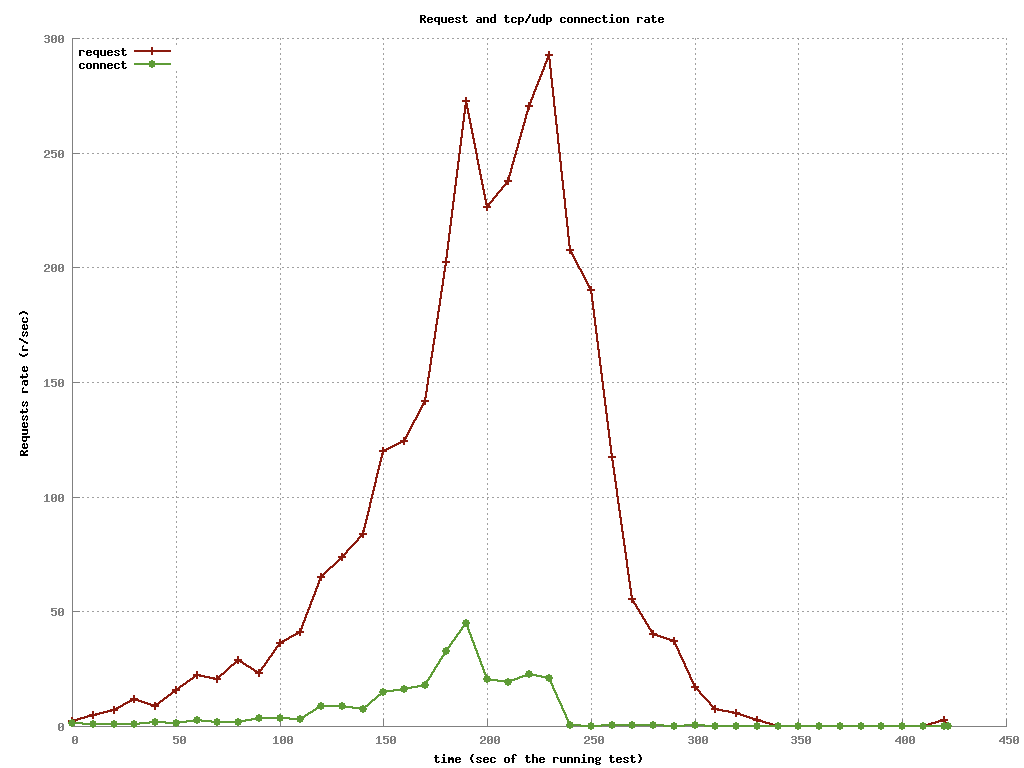 Request and tcp/udp connection rate
request
connect
300
250
200
150
100
50
0
Requests rate (r/sec)
0 50 100 150 200 250 300 350 400 450
time (sec of the running test)